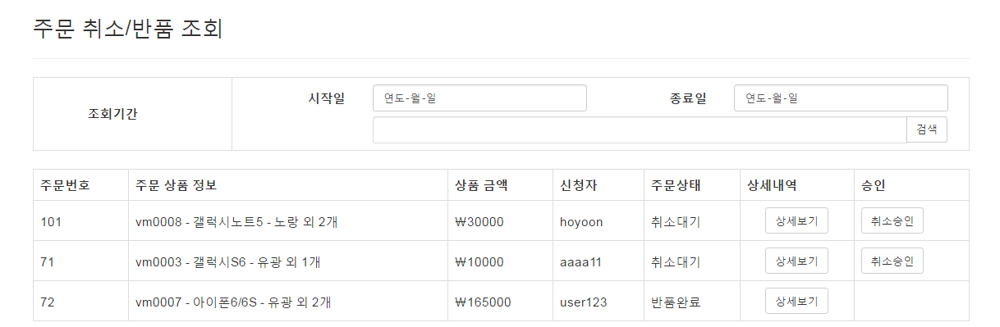 주문 취소/반품 조회
조회기간 시작일 연도-월-일 종료일 연도-월-일
검색
주문번호 주문 상품 정보 상품 금액 신청자 주문상태 상세내역 승인
101 vm0008 - 갤럭시노트5 - 노랑 외 2개 ₩30000 hoyoon 취소대기 상세보기 취소승인
71 vm0003 - 갤럭시S6 - 유광 외 1개 ₩10000 aaaa11 취소대기 상세보기 취소승인
72 vm0007 - 아이폰6/6S - 유광 외 2개 ₩165000 user123 반품완료 상세보기